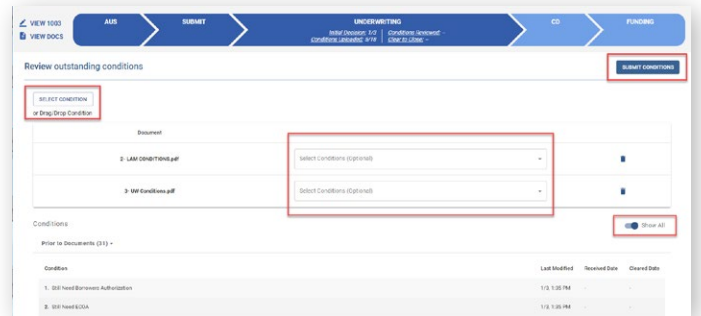 VIEW 1003
VIEW DOCS
AUS
SUBMIT
UNDERWRITING
Initial Decision: 1/3 | Conditions Reviewed: -
Conditions Uploaded: 9/18 | Clear to Close: -
CD
FUNDING
Review outstanding conditions
SUBMIT CONDITIONS
SELECT CONDITION
or Drag/Drop Condition
Document
2- LAM CONDITIONS.pdf
Select Conditions (Optional)
3- UW Conditions.pdf
Select Conditions (Optional)
Conditions
Show All
Prior to Documents (31)
Condition
Last Modified
Received Date
Cleared Date
1. Still Need Borrowers Authorization
1/3, 1:35 PM
-
-
2. Still Need ECOA
1/3, 1:35 PM
-
-